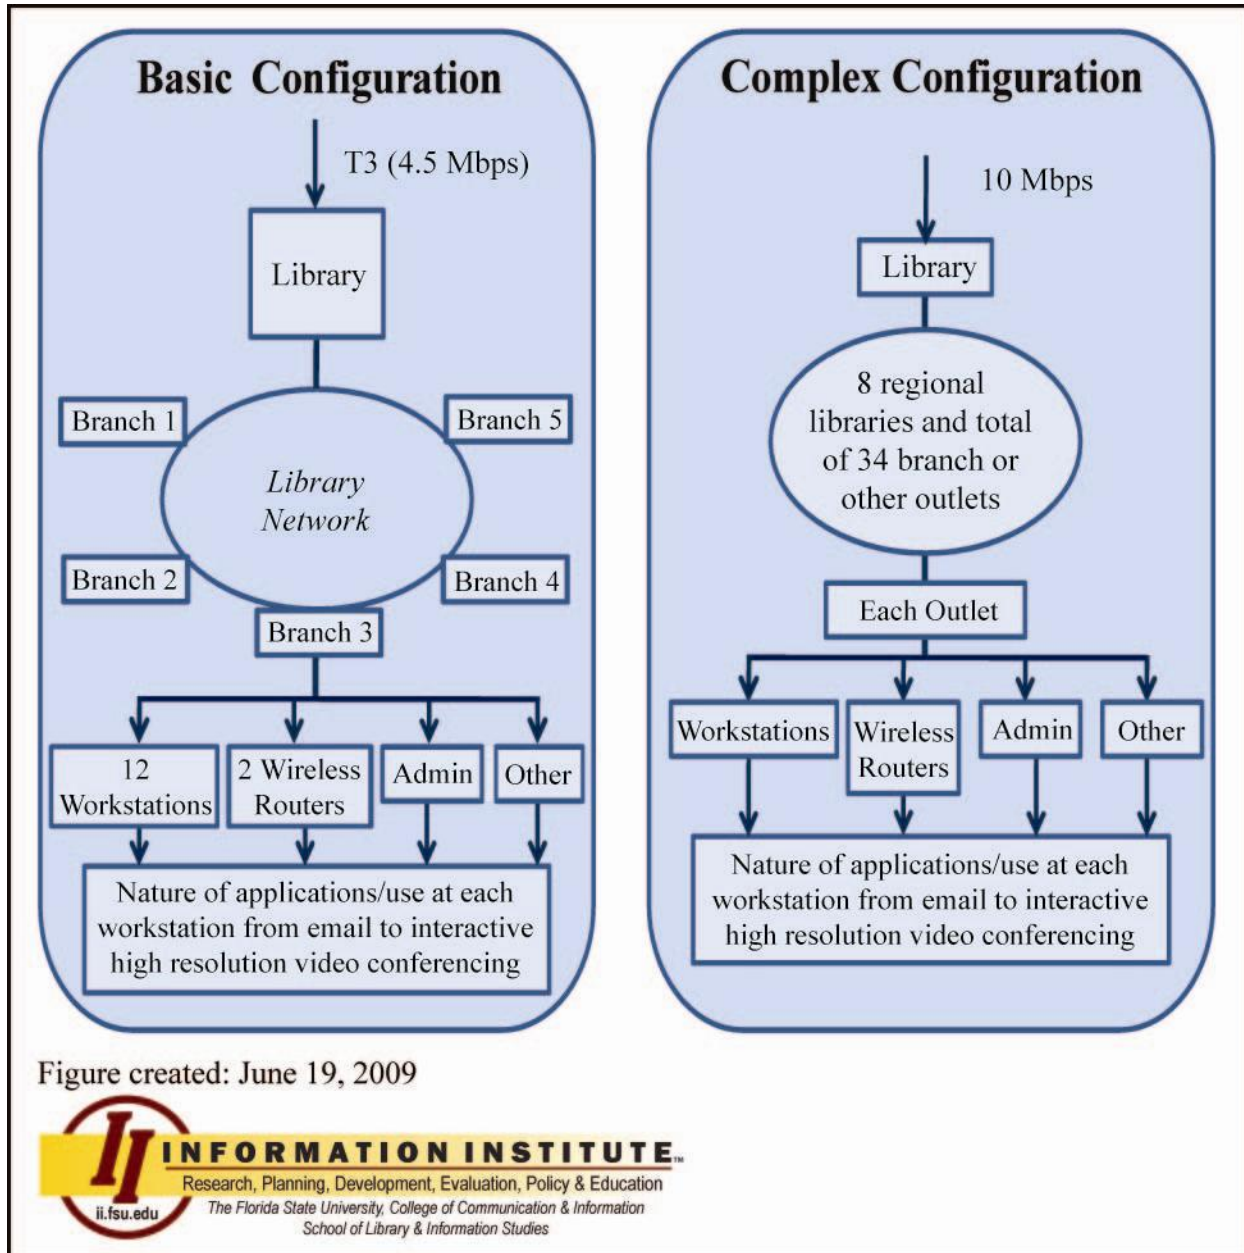 Basic Configuration
T3 (4.5 Mbps)
Library
Branch 1
Branch 5
Library
Network
Branch 2
Branch 4
Branch 3
12
Workstations
2 Wireless
Routers
Admin
Other
Nature of applications/use at each
workstation from email to interactive
high resolution video conferencing
Complex Configuration
10 Mbps
Library
8 regional
libraries and total
of 34 branch or
other outlets
Each Outlet
Workstations
Wireless
Routers
Admin
Other
Nature of applications/use at each
workstation from email to interactive
high resolution video conferencing
Figure created: June 19, 2009
II
ii.fsu.edu
INFORMATION INSTITUTE™
Research, Planning, Development, Evaluation, Policy & Education
The Florida State University, College of Communication & Information
School of Library & Information Studies